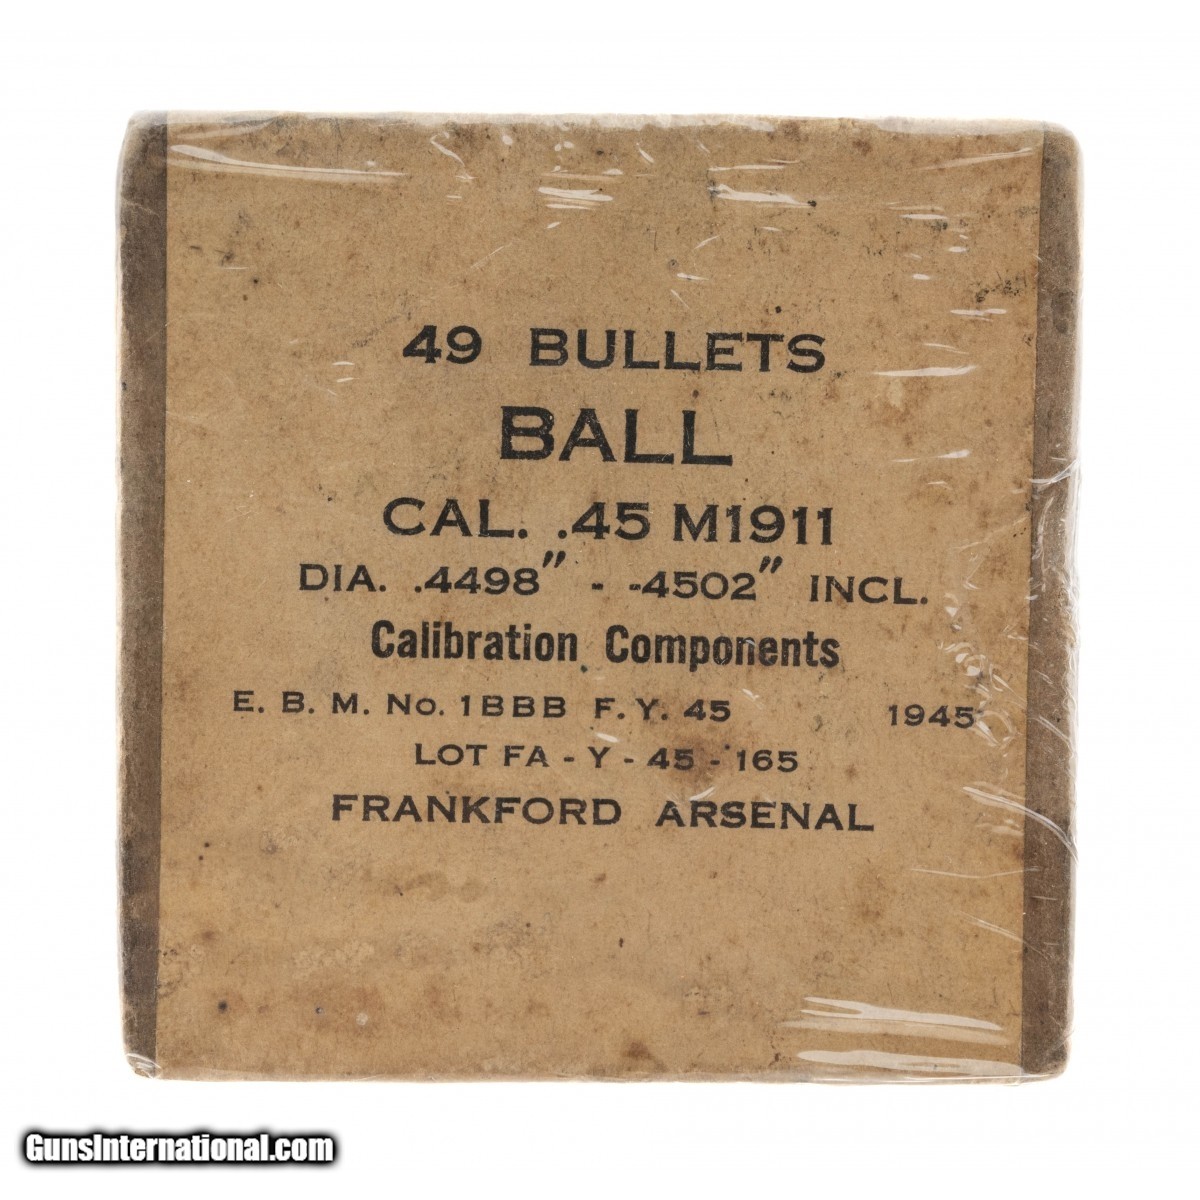 49 BULLETS
BALL
CAL. .45 M1911
DIA. .4498" - -4502" INCL.
Calibration Components
E. B. M. No. 1BBB F. Y. 45 1945
LOT FA - Y - 45 - 165
FRANKFORD ARSENAL
GunsInternational.com